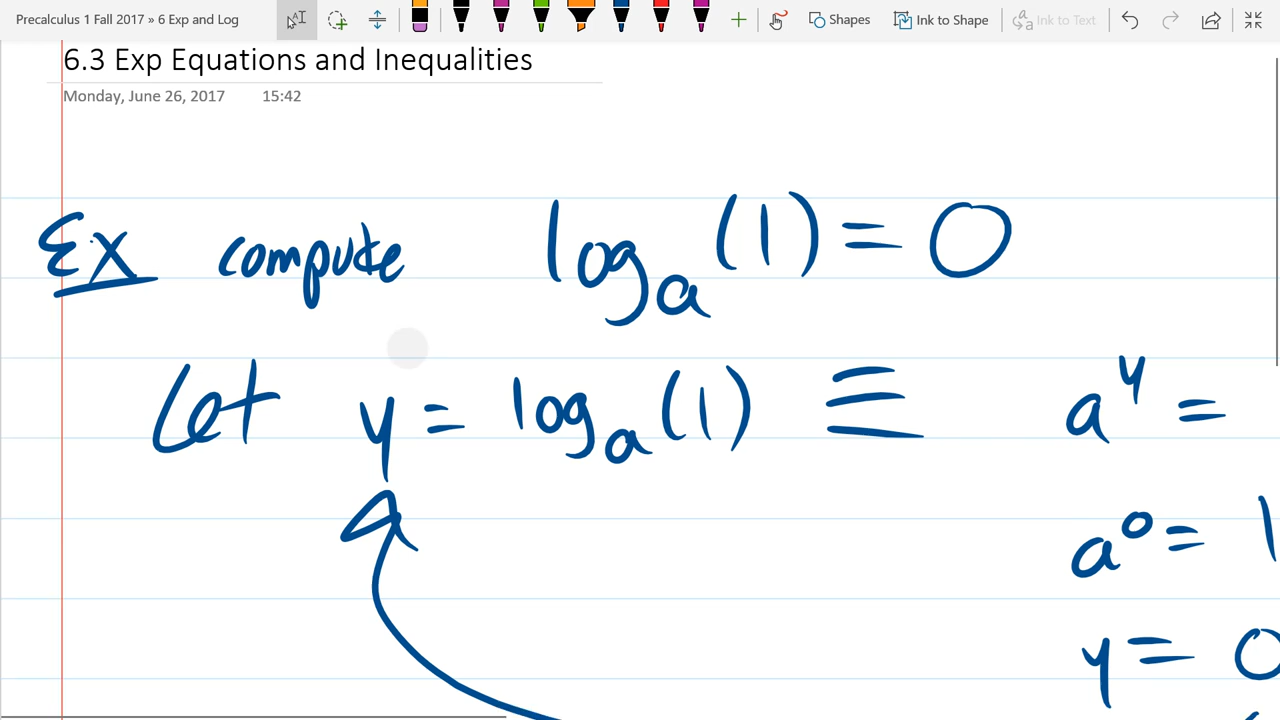 Precalculus 1 Fall 2017 » 6 Exp and Log
Shapes
Ink to Shape
Ink to Text
6.3 Exp Equations and Inequalities
Monday, June 26, 2017 15:42
Ex compute log_a (1) = 0
Let y = log_a (1) ≡ a^y =
a^0 = 1
y = 0